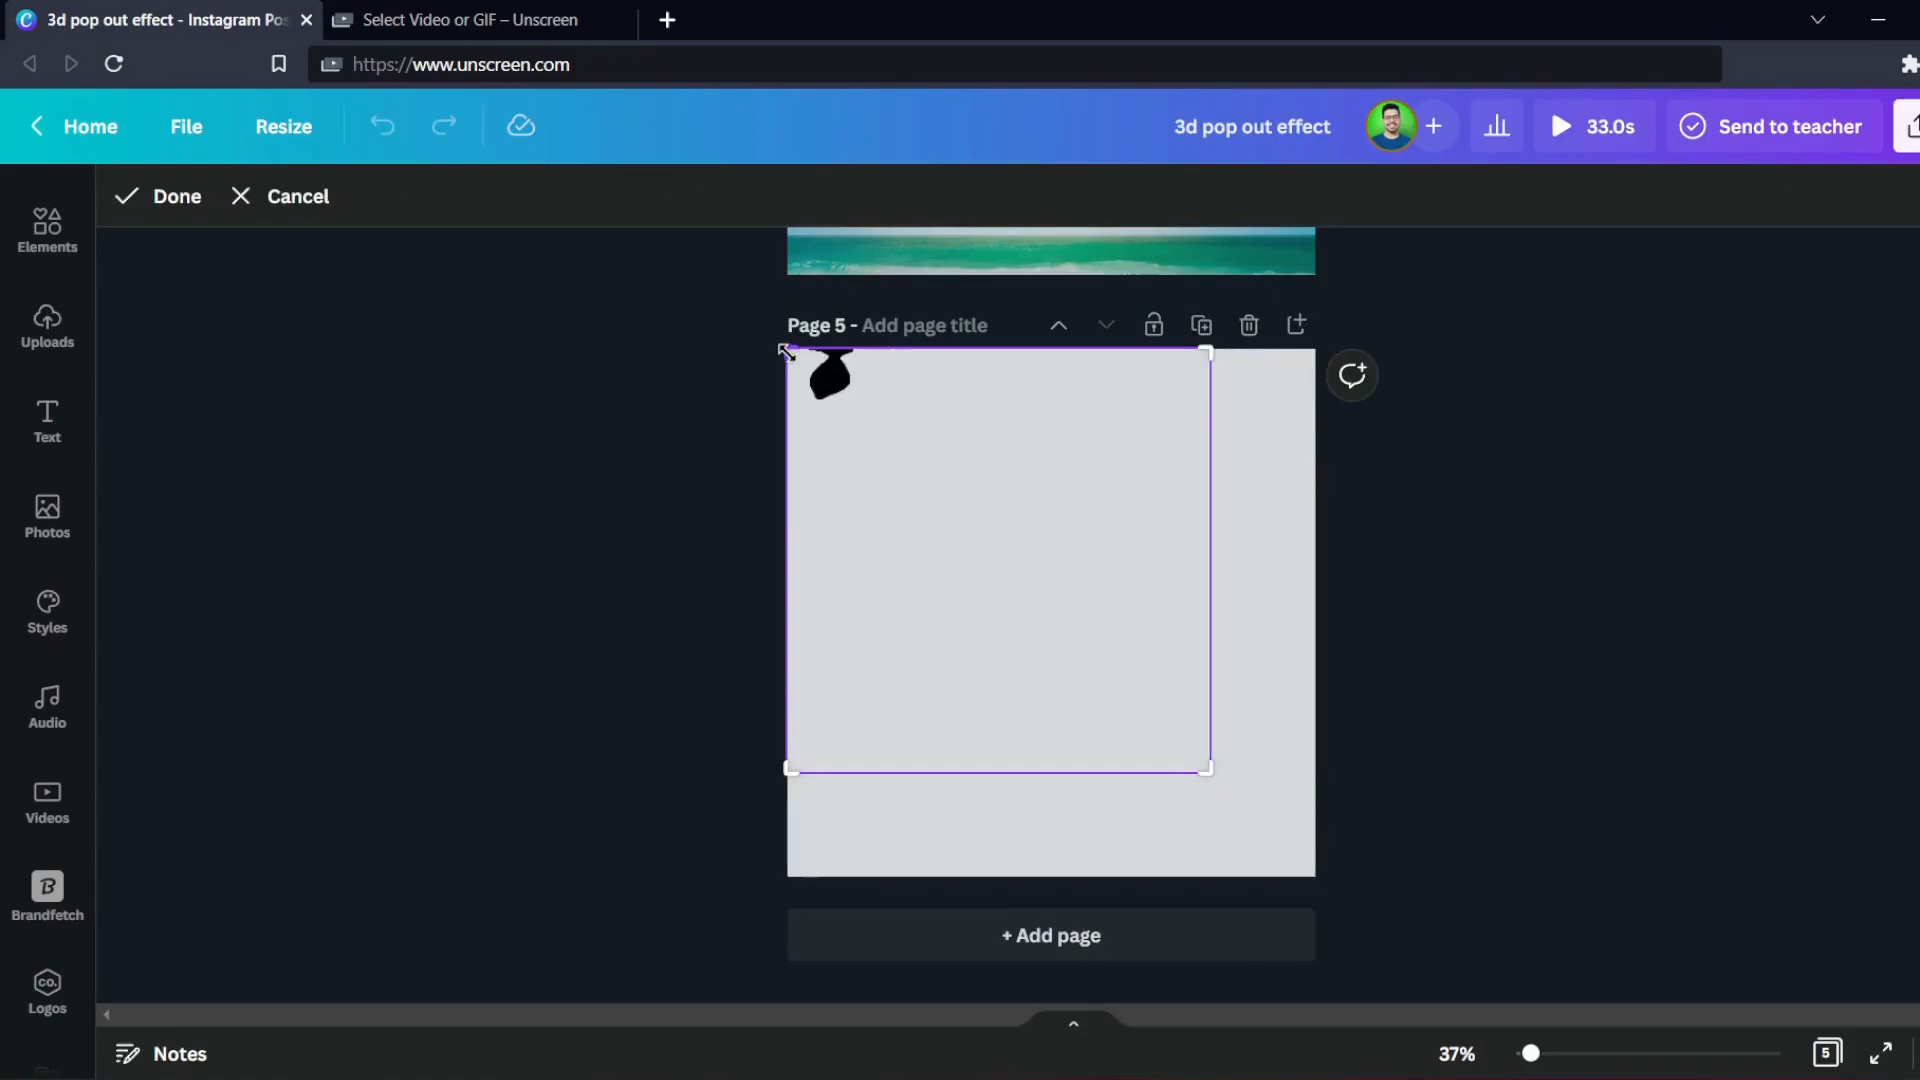 3d pop out effect - Instagram Pos
Select Video or GIF – Unscreen
https://www.unscreen.com
Home
File
Resize
3d pop out effect
33.0s
Send to teacher
Done
Cancel
Elements
Uploads
Text
Photos
Styles
Audio
Videos
Brandfetch
CO.
Logos
Page 5 - Add page title
+ Add page
Notes
37%
5